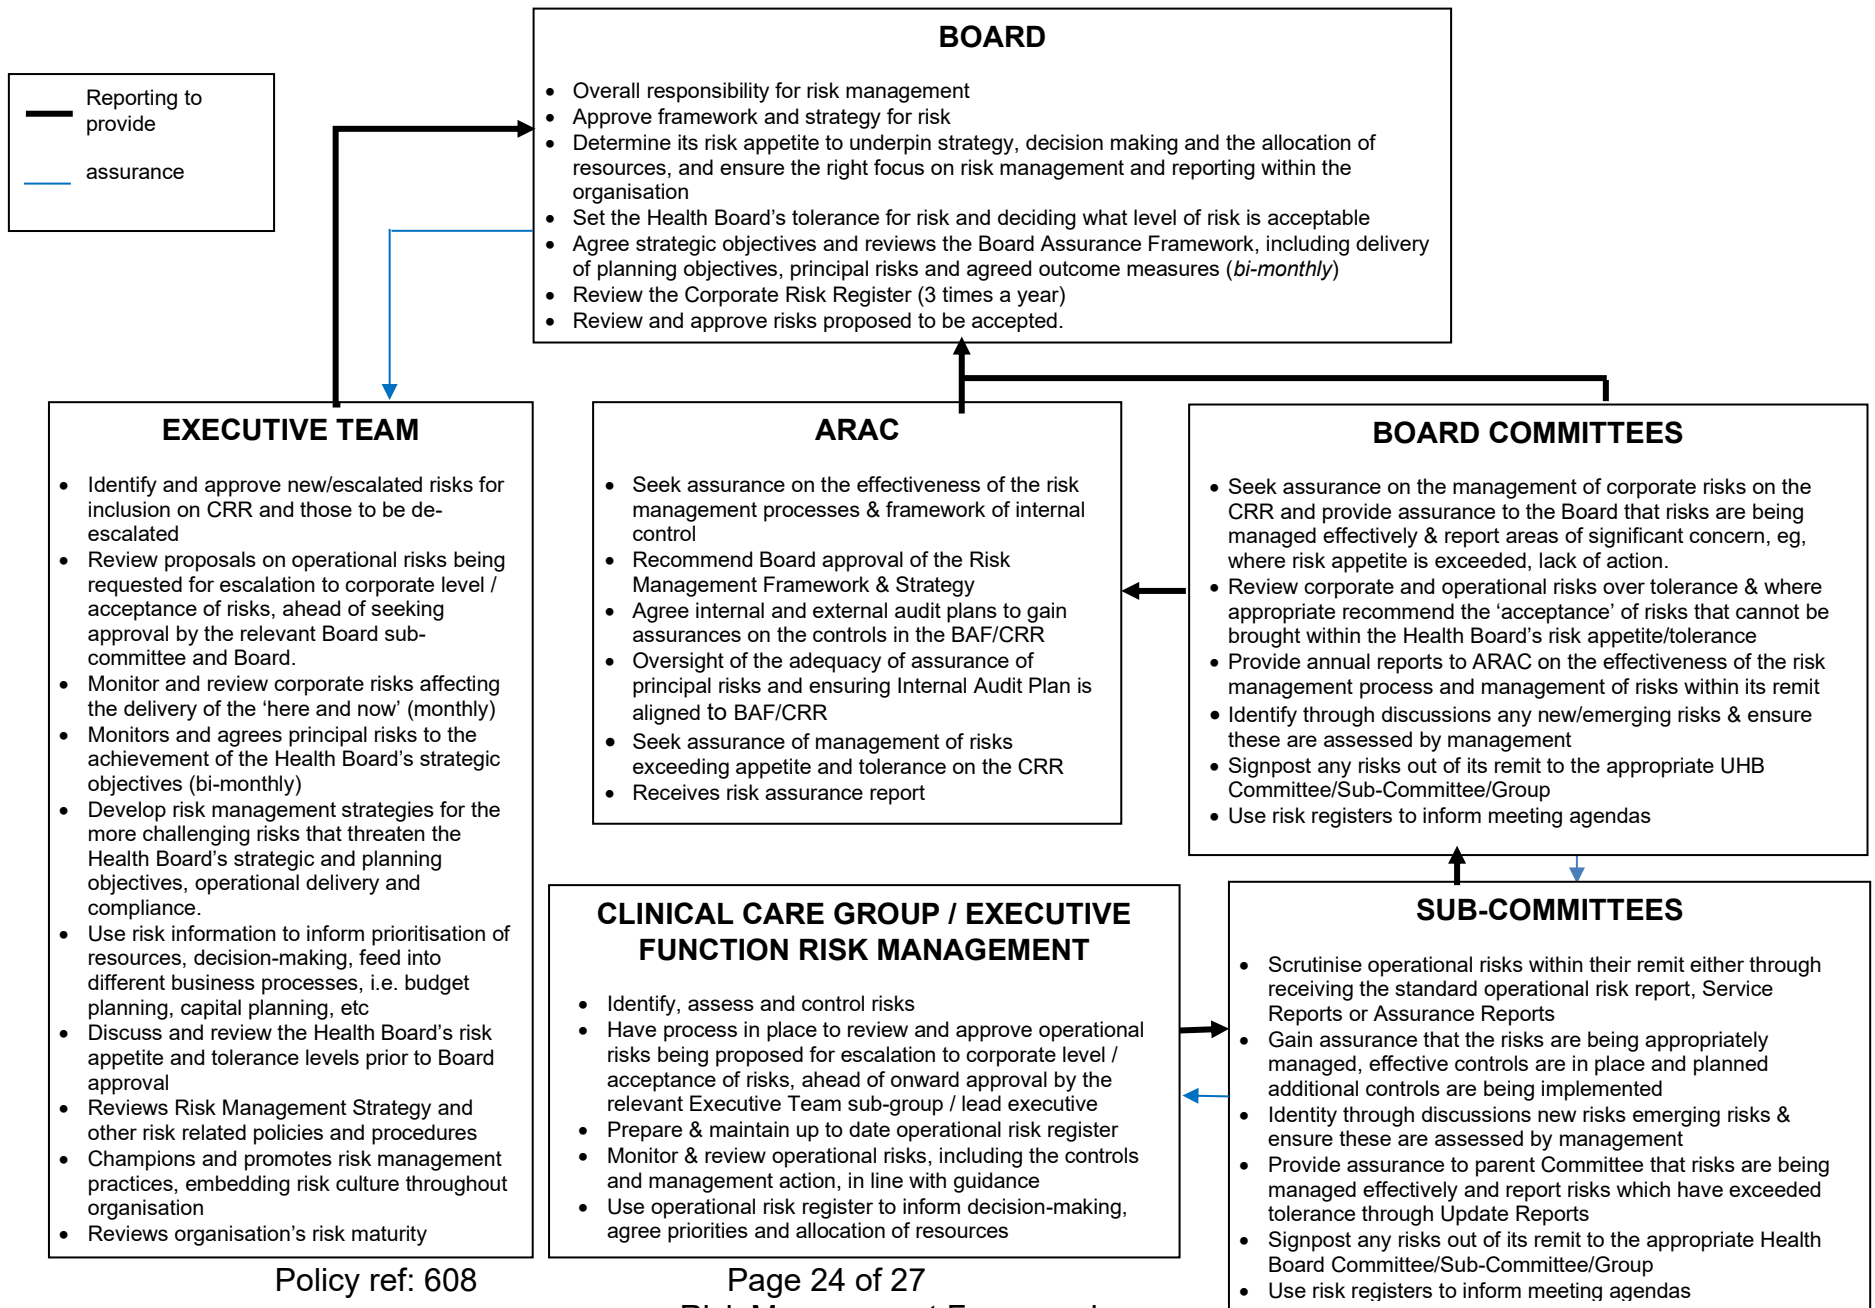 BOARD
• Overall responsibility for risk management
• Approve framework and strategy for risk
• Determine its risk appetite to underpin strategy, decision making and the allocation of
resources, and ensure the right focus on risk management and reporting within the
organisation
• Set the Health Board’s tolerance for risk and deciding what level of risk is acceptable
• Agree strategic objectives and reviews the Board Assurance Framework, including delivery
of planning objectives, principal risks and agreed outcome measures (bi-monthly)
• Review the Corporate Risk Register (3 times a year)
• Review and approve risks proposed to be accepted.
Reporting to
provide
assurance
EXECUTIVE TEAM
• Identify and approve new/escalated risks for
inclusion on CRR and those to be de-
escalated
• Review proposals on operational risks being
requested for escalation to corporate level /
acceptance of risks, ahead of seeking
approval by the relevant Board sub-
committee and Board.
• Monitor and review corporate risks affecting
the delivery of the ‘here and now’ (monthly)
• Monitors and agrees principal risks to the
achievement of the Health Board’s strategic
objectives (bi-monthly)
• Develop risk management strategies for the
more challenging risks that threaten the
Health Board’s strategic and planning
objectives, operational delivery and
compliance.
• Use risk information to inform prioritisation of
resources, decision-making, feed into
different business processes, i.e. budget
planning, capital planning, etc
• Discuss and review the Health Board’s risk
appetite and tolerance levels prior to Board
approval
• Reviews Risk Management Strategy and
other risk related policies and procedures
• Champions and promotes risk management
practices, embedding risk culture throughout
organisation
• Reviews organisation’s risk maturity
ARAC
• Seek assurance on the effectiveness of the risk
management processes & framework of internal
control
• Recommend Board approval of the Risk
Management Framework & Strategy
• Agree internal and external audit plans to gain
assurances on the controls in the BAF/CRR
• Oversight of the adequacy of assurance of
principal risks and ensuring Internal Audit Plan is
aligned to BAF/CRR
• Seek assurance of management of risks
exceeding appetite and tolerance on the CRR
• Receives risk assurance report
BOARD COMMITTEES
• Seek assurance on the management of corporate risks on the
CRR and provide assurance to the Board that risks are being
managed effectively & report areas of significant concern, eg,
where risk appetite is exceeded, lack of action.
• Review corporate and operational risks over tolerance & where
appropriate recommend the ‘acceptance’ of risks that cannot be
brought within the Health Board’s risk appetite/tolerance
• Provide annual reports to ARAC on the effectiveness of the risk
management process and management of risks within its remit
• Identify through discussions any new/emerging risks & ensure
these are assessed by management
• Signpost any risks out of its remit to the appropriate UHB
Committee/Sub-Committee/Group
• Use risk registers to inform meeting agendas
CLINICAL CARE GROUP / EXECUTIVE
FUNCTION RISK MANAGEMENT
• Identify, assess and control risks
• Have process in place to review and approve operational
risks being proposed for escalation to corporate level /
acceptance of risks, ahead of onward approval by the
relevant Executive Team sub-group / lead executive
• Prepare & maintain up to date operational risk register
• Monitor & review operational risks, including the controls
and management action, in line with guidance
• Use operational risk register to inform decision-making,
agree priorities and allocation of resources
SUB-COMMITTEES
• Scrutinise operational risks within their remit either through
receiving the standard operational risk report, Service
Reports or Assurance Reports
• Gain assurance that the risks are being appropriately
managed, effective controls are in place and planned
additional controls are being implemented
• Identity through discussions new risks emerging risks &
ensure these are assessed by management
• Provide assurance to parent Committee that risks are being
managed effectively and report risks which have exceeded
tolerance through Update Reports
• Signpost any risks out of its remit to the appropriate Health
Board Committee/Sub-Committee/Group
• Use risk registers to inform meeting agendas
Policy ref: 608
Page 24 of 27